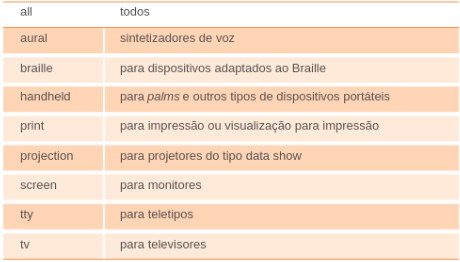 all todos
aural sintetizadores de voz
braille para dispositivos adaptados ao Braille
handheld para palms e outros tipos de dispositivos portáteis
print para impressão ou visualização para impressão
projection para projetores do tipo data show
screen para monitores
tty para teletipos
tv para televisores